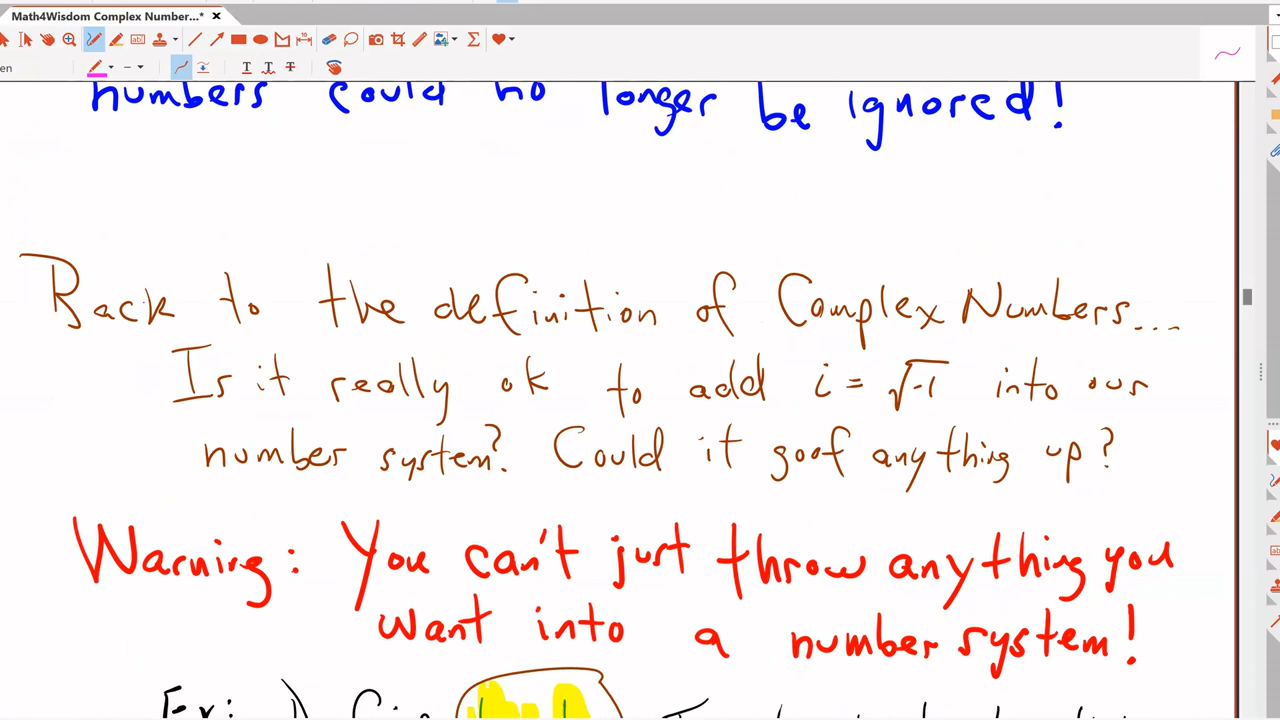 Math4Wisdom Complex Number...*
en
numbers could no longer be ignored!
Back to the definition of Complex Numbers...
Is it really ok to add i = √-1 into our
number system? Could it goof anything up?
Warning: You can't just throw anything you
want into a number system!
Ex: